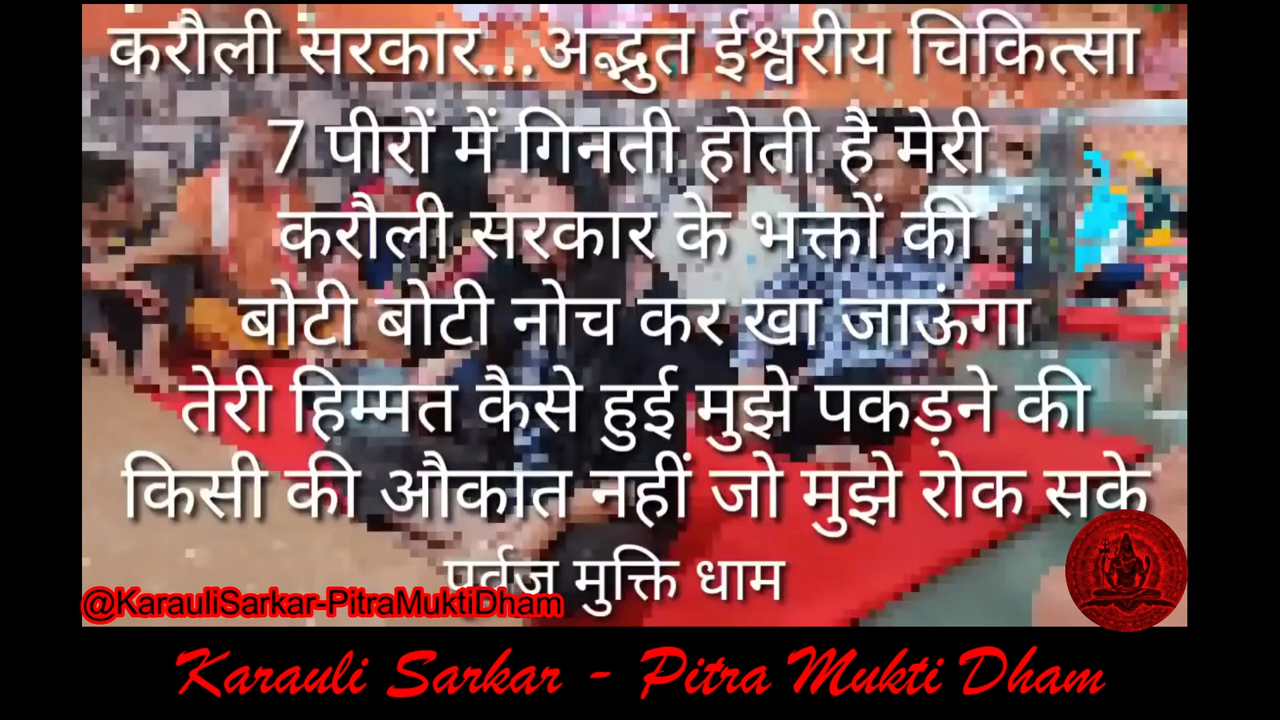 करौली सरकार...अद्भुत ईश्वरीय चिकित्सा
7 पीरों में गिनती होती है मेरी
करौली सरकार के भक्तों की
बोटी बोटी नोच कर खा जाऊंगा
तेरी हिम्मत कैसे हुई मुझे पकड़ने की
किसी की औकात नहीं जो मुझे रोक सके
पूर्वज मुक्ति धाम
@KarauliSarkar-PitraMuktiDham
Karauli Sarkar - Pitra Mukti Dham